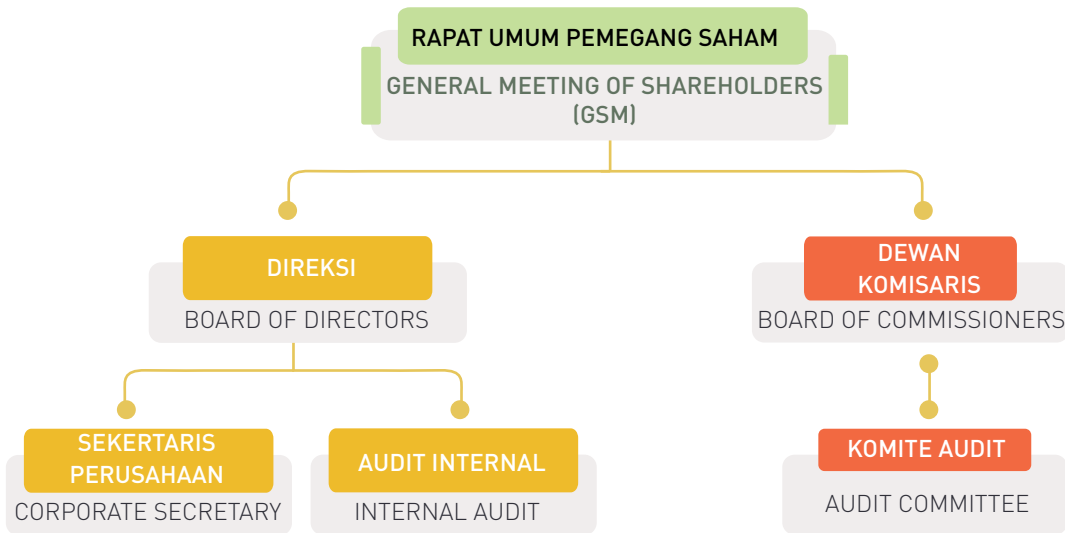 RAPAT UMUM PEMEGANG SAHAM
GENERAL MEETING OF SHAREHOLDERS
(GSM)
DIREKSI
BOARD OF DIRECTORS
DEWAN
KOMISARIS
BOARD OF COMMISSIONERS
SEKERTARIS
PERUSAHAAN
CORPORATE SECRETARY
AUDIT INTERNAL
INTERNAL AUDIT
KOMITE AUDIT
AUDIT COMMITTEE